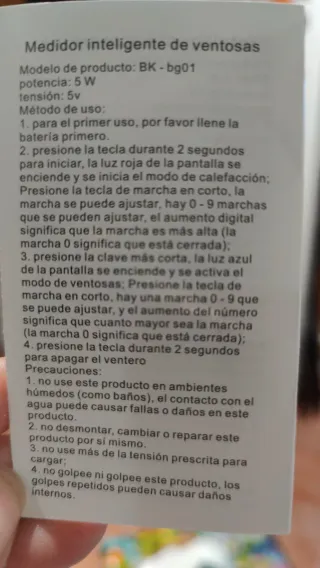 Medidor inteligente de ventosas
Modelo de producto: BK - bg01
potencia: 5 W
tensión: 5v
Método de uso:
1. para el primer uso, por favor llene la
batería primero.
2. presione la tecla durante 2 segundos
para iniciar, la luz roja de la pantalla se
enciende y se inicia el modo de calefacción;
Presione la tecla de marcha en corto, la
marcha se puede ajustar, hay 0 - 9 marchas
que se pueden ajustar, el aumento digital
significa que la marcha es más alta (la
marcha 0 significa que está cerrada);
3. presione la clave más corta, la luz azul
de la pantalla se enciende y se activa el
modo de ventosas; Presione la tecla de
marcha en corto, hay una marcha 0 - 9 que
se puede ajustar, y el aumento del número
significa que cuanto mayor sea la marcha
(la marcha 0 significa que está cerrada);
4. presione la tecla durante 2 segundos
para apagar el ventero
Precauciones:
1. no use este producto en ambientes
húmedos (como baños), el contacto con el
agua puede causar fallas o daños en este
producto.
2. no desmontar, cambiar o reparar este
producto por sí mismo.
3. no use más de la tensión prescrita para
cargar;
4. no golpee ni golpee este producto, los
golpes repetidos pueden causar daños
internos.